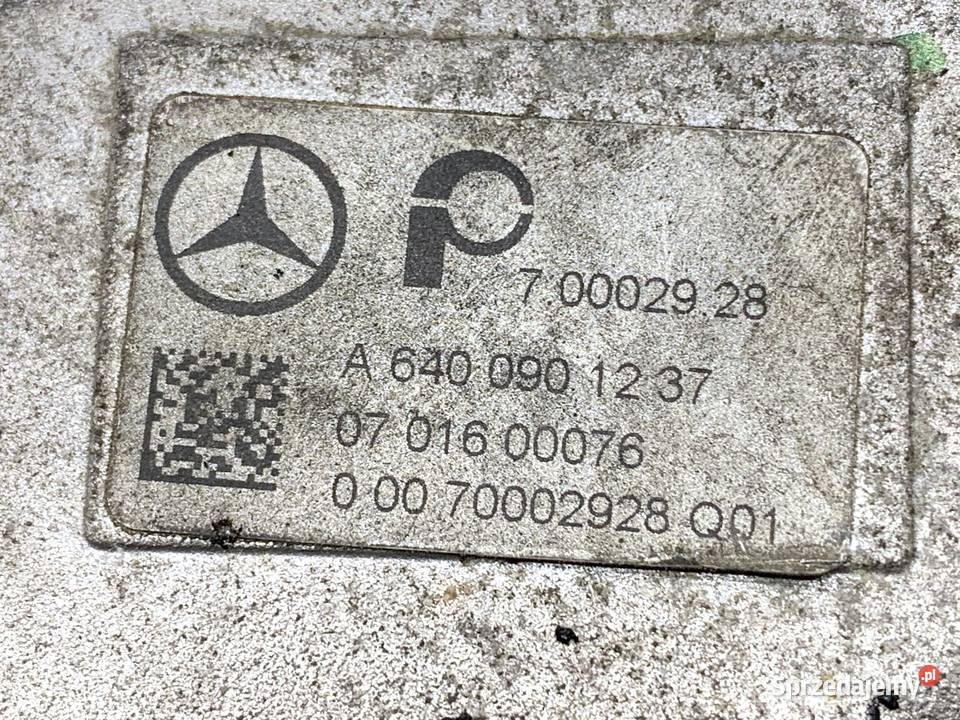 7.00029.28
A 640 090 12 37
07 016 00076
0 00 70002928 Q01
Sprzedajemy.pl